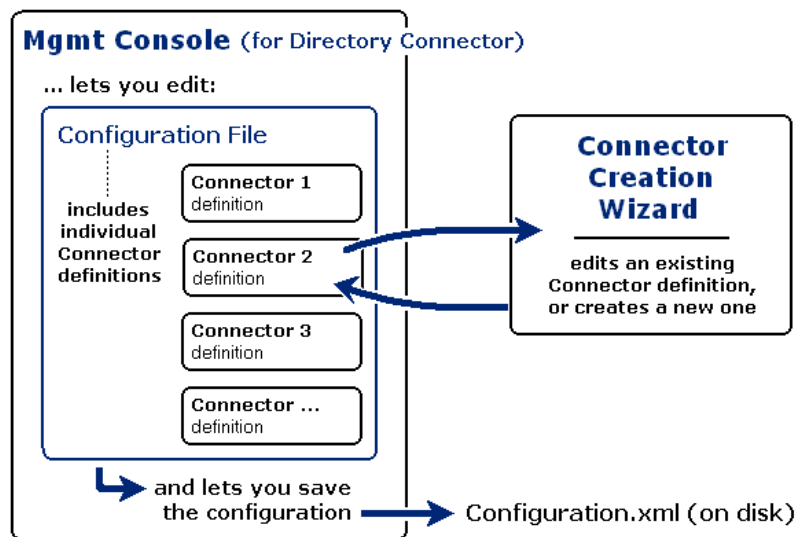 Mgmt Console (for Directory Connector)
... lets you edit:
Configuration File
includes
individual
Connector
definitions
Connector 1
definition
Connector 2
definition
Connector 3
definition
Connector ...
definition
Connector
Creation
Wizard
edits an existing
Connector definition,
or creates a new one
and lets you save
the configuration
Configuration.xml (on disk)